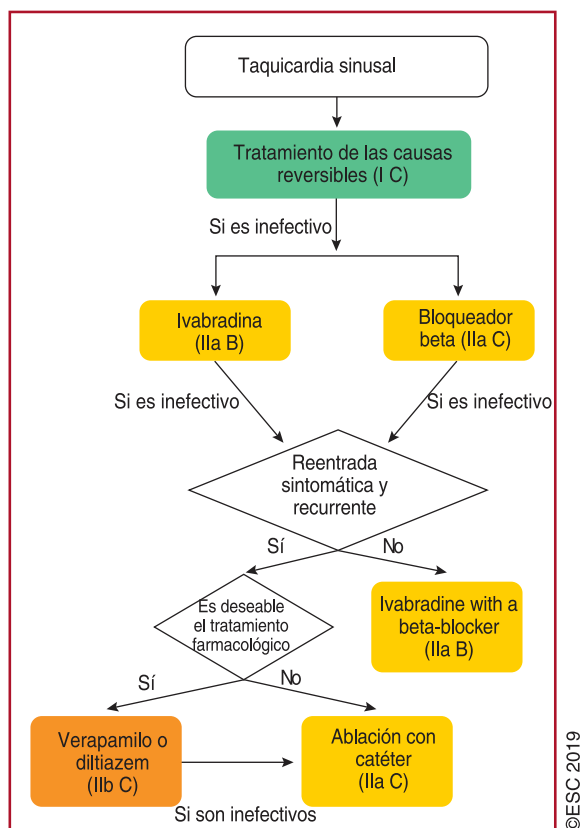 Taquicardia sinusal
Tratamiento de las causas
reversibles (I C)
Si es inefectivo
Ivabradina
(IIa B)
Bloqueador
beta (IIa C)
Si es inefectivo
Si es inefectivo
Reentrada
sintomática y
recurrente
Sí
No
Es deseable
el tratamiento
farmacológico
Ivabradine with a
beta-blocker
(IIa B)
Sí
No
Verapamilo o
diltiazem
(IIb C)
Ablación con
catéter
(IIa C)
Si son inefectivos
©ESC 2019